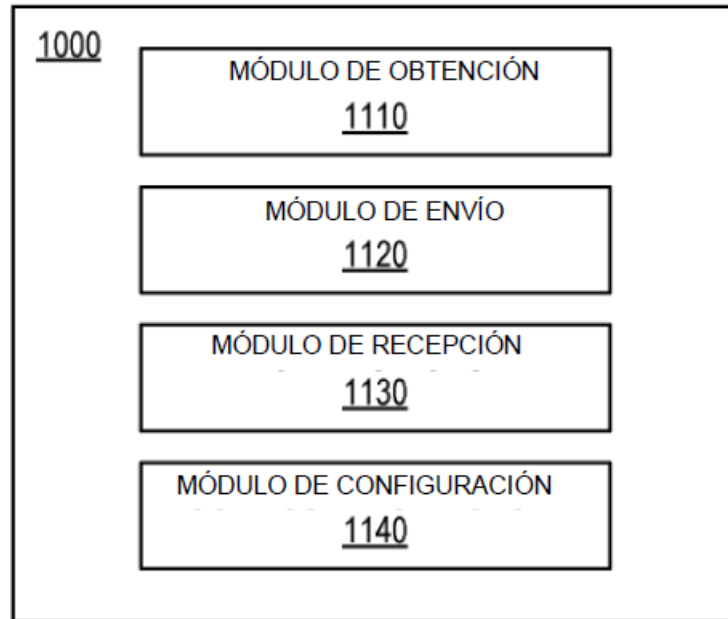 1000
MÓDULO DE OBTENCIÓN
1110
MÓDULO DE ENVÍO
1120
MÓDULO DE RECEPCIÓN
1130
MÓDULO DE CONFIGURACIÓN
1140